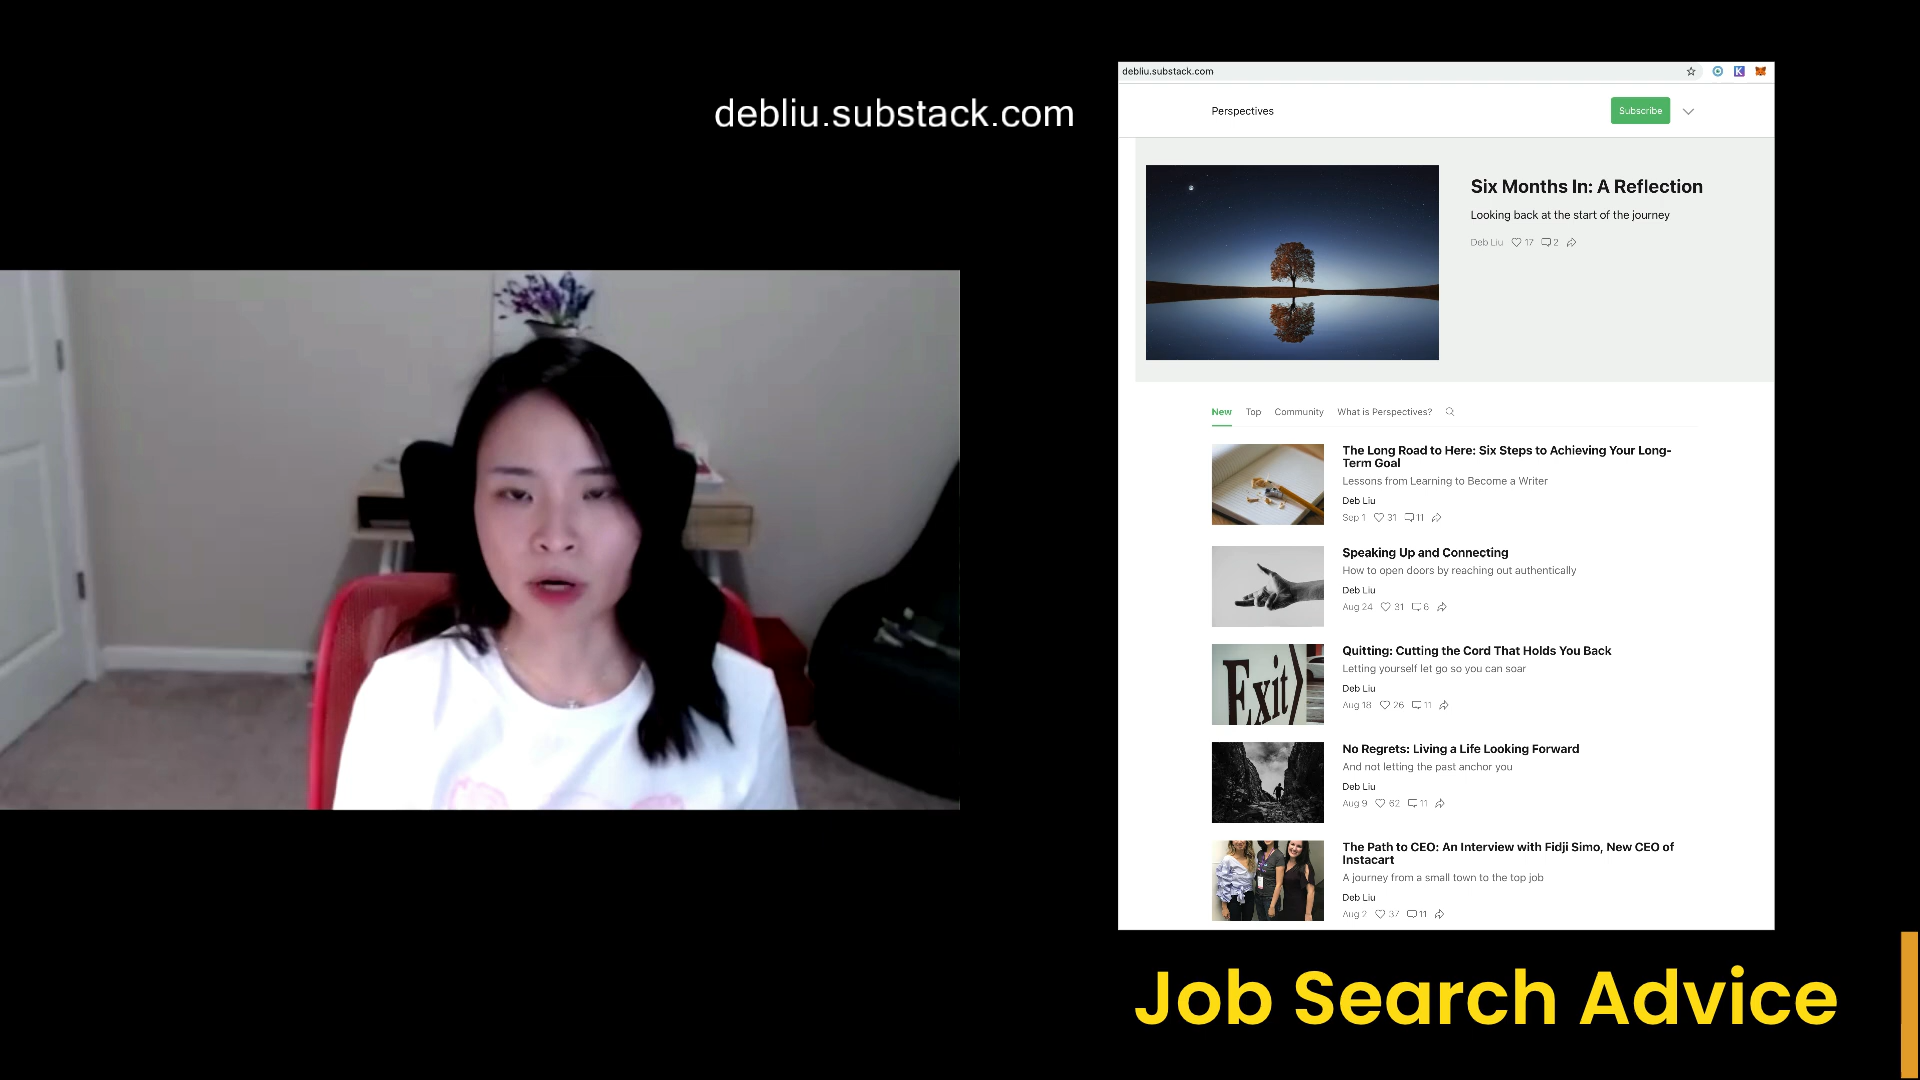 debliu.substack.com
debliu.substack.com
Perspectives
Subscribe
Six Months In: A Reflection
Looking back at the start of the journey
Deb Liu 17 2
New Top Community What is Perspectives?
The Long Road to Here: Six Steps to Achieving Your Long-
Term Goal
Lessons from Learning to Become a Writer
Deb Liu
Sep 1 31 11
Speaking Up and Connecting
How to open doors by reaching out authentically
Deb Liu
Aug 24 31 6
Exit
Quitting: Cutting the Cord That Holds You Back
Letting yourself let go so you can soar
Deb Liu
Aug 18 26 11
No Regrets: Living a Life Looking Forward
And not letting the past anchor you
Deb Liu
Aug 9 62 11
The Path to CEO: An Interview with Fidji Simo, New CEO of
Instacart
A journey from a small town to the top job
Deb Liu
Aug 2 37 11
Job Search Advice